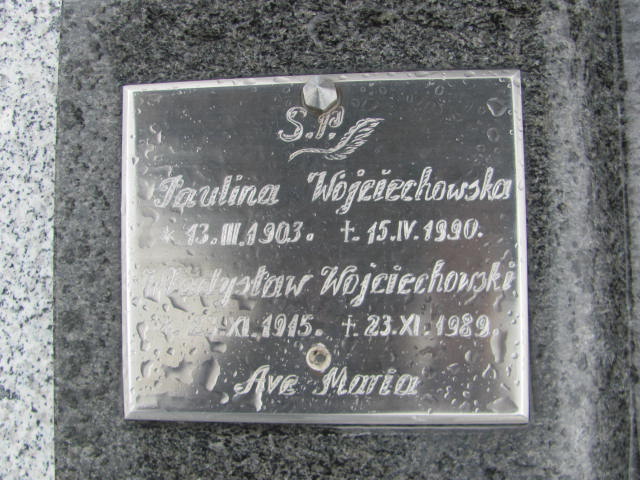 Ś.P.
Paulina Wojciechowska
* 13.III.1903. † 15.IV.1990.
Władysław Wojciechowski
XI.1915. † 23.XI.1989.
Ave Maria